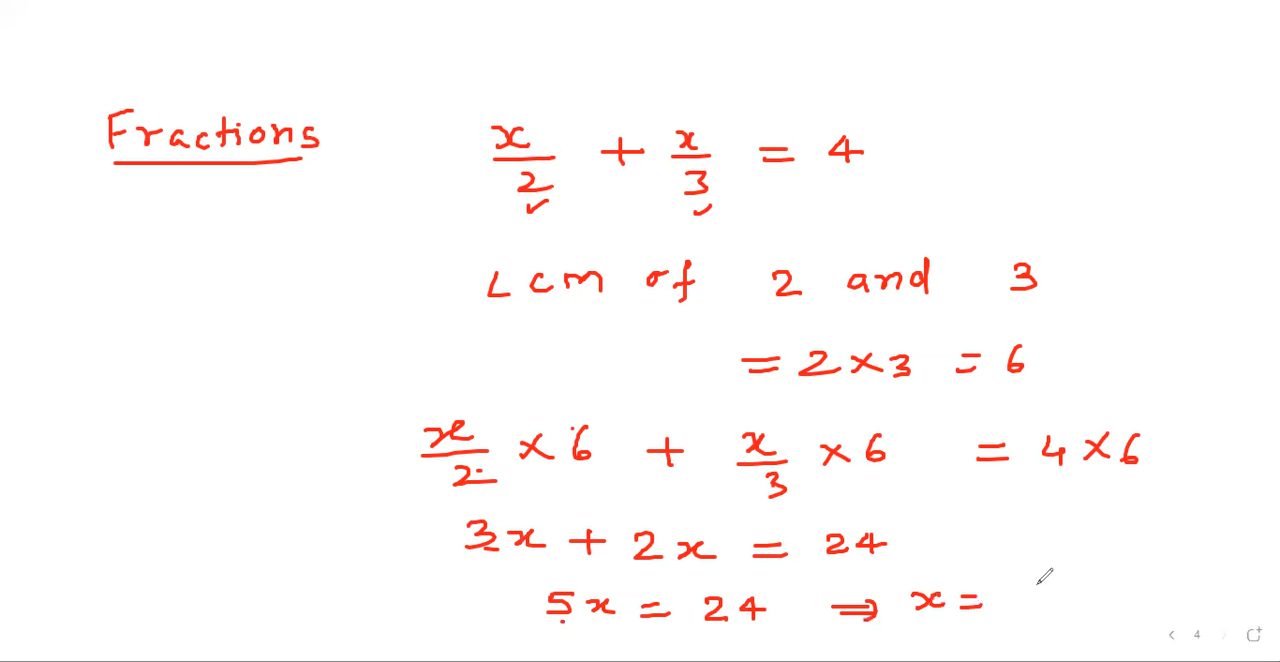 Fractions
x/2 + x/3 = 4
Lcm of 2 and 3
= 2 × 3 = 6
x/2 × 6 + x/3 × 6 = 4 × 6
3x + 2x = 24
5x = 24 ⇒ x =
4